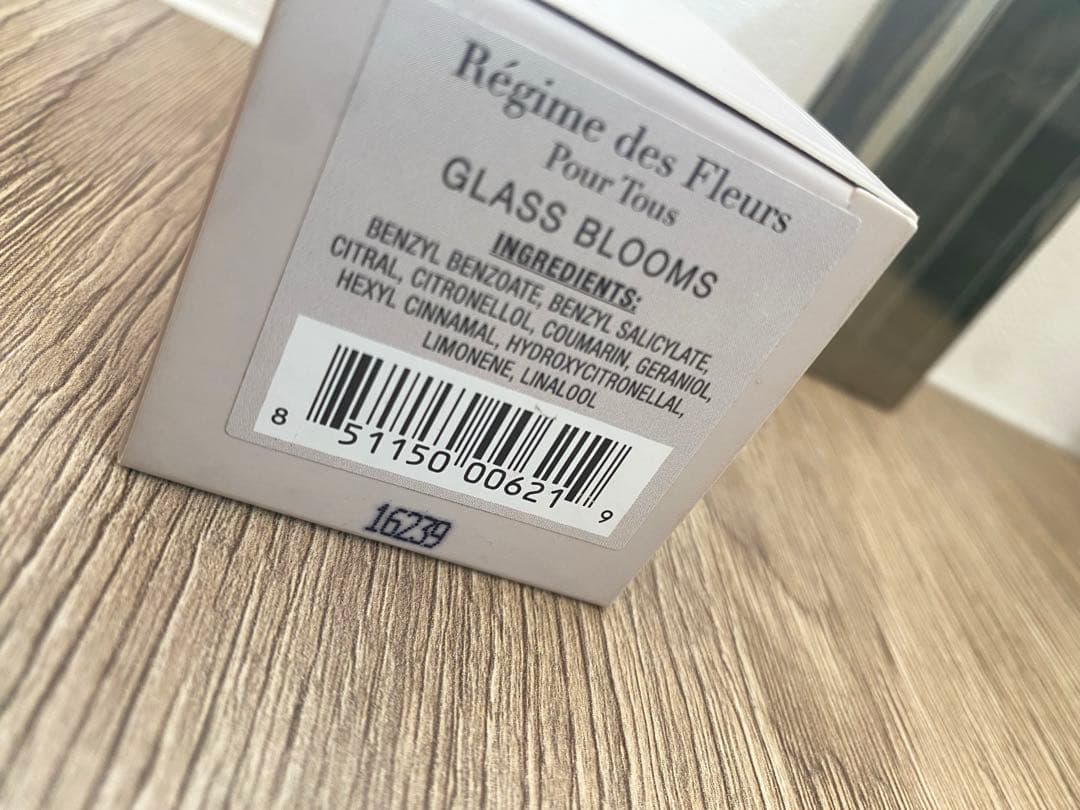 Régime des Fleurs
Pour Tous
GLASS BLOOMS
INGREDIENTS:
BENZYL BENZOATE, BENZYL SALICYLATE,
CITRAL, CITRONELLOL, COUMARIN, GERANIOL,
HEXYL CINNAMAL, HYDROXYCITRONELLAL,
LIMONENE, LINALOOL
8 51150 00621 9
16239